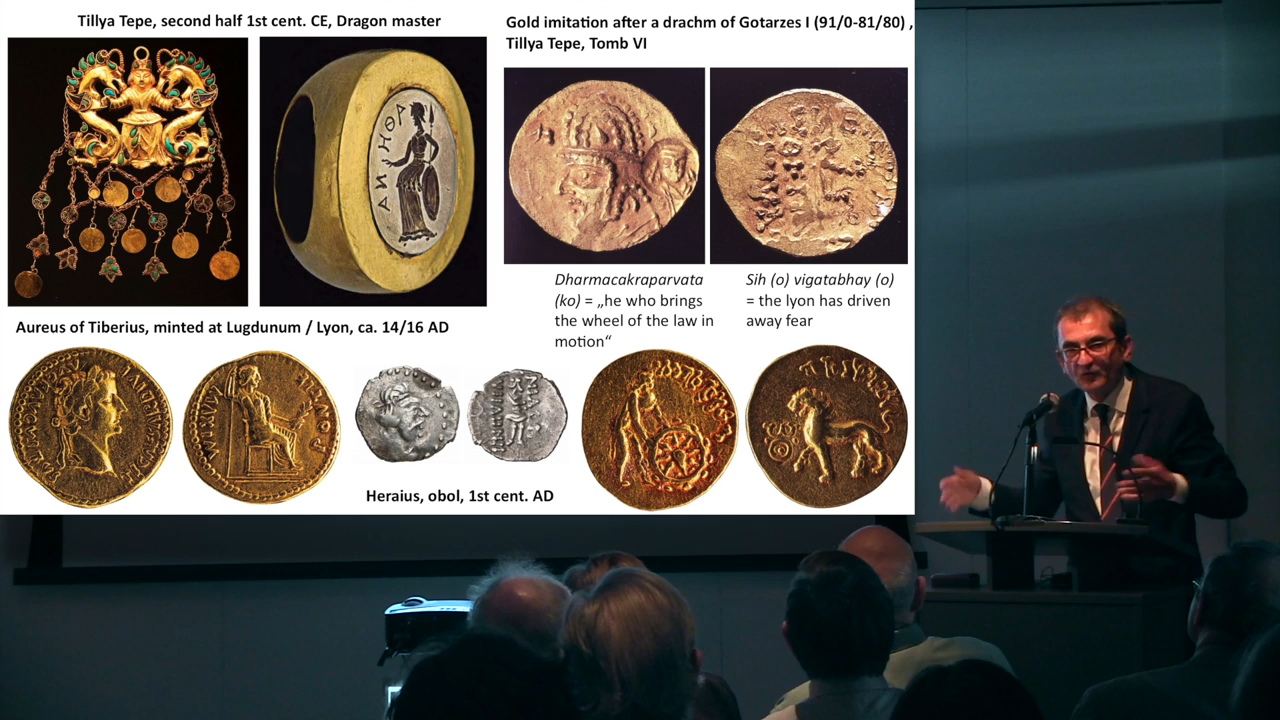 Tillya Tepe, second half 1st cent. CE, Dragon master
Gold imitation after a drachm of Gotarzes I (91/0-81/80) ,
Tillya Tepe, Tomb VI
ΑΘΗΝΑ
Dharmacakraparvata
(ko) = „he who brings
the wheel of the law in
motion“
Sih (o) vigatabhay (o)
= the lyon has driven
away fear
Aureus of Tiberius, minted at Lugdunum / Lyon, ca. 14/16 AD
Heraius, obol, 1st cent. AD